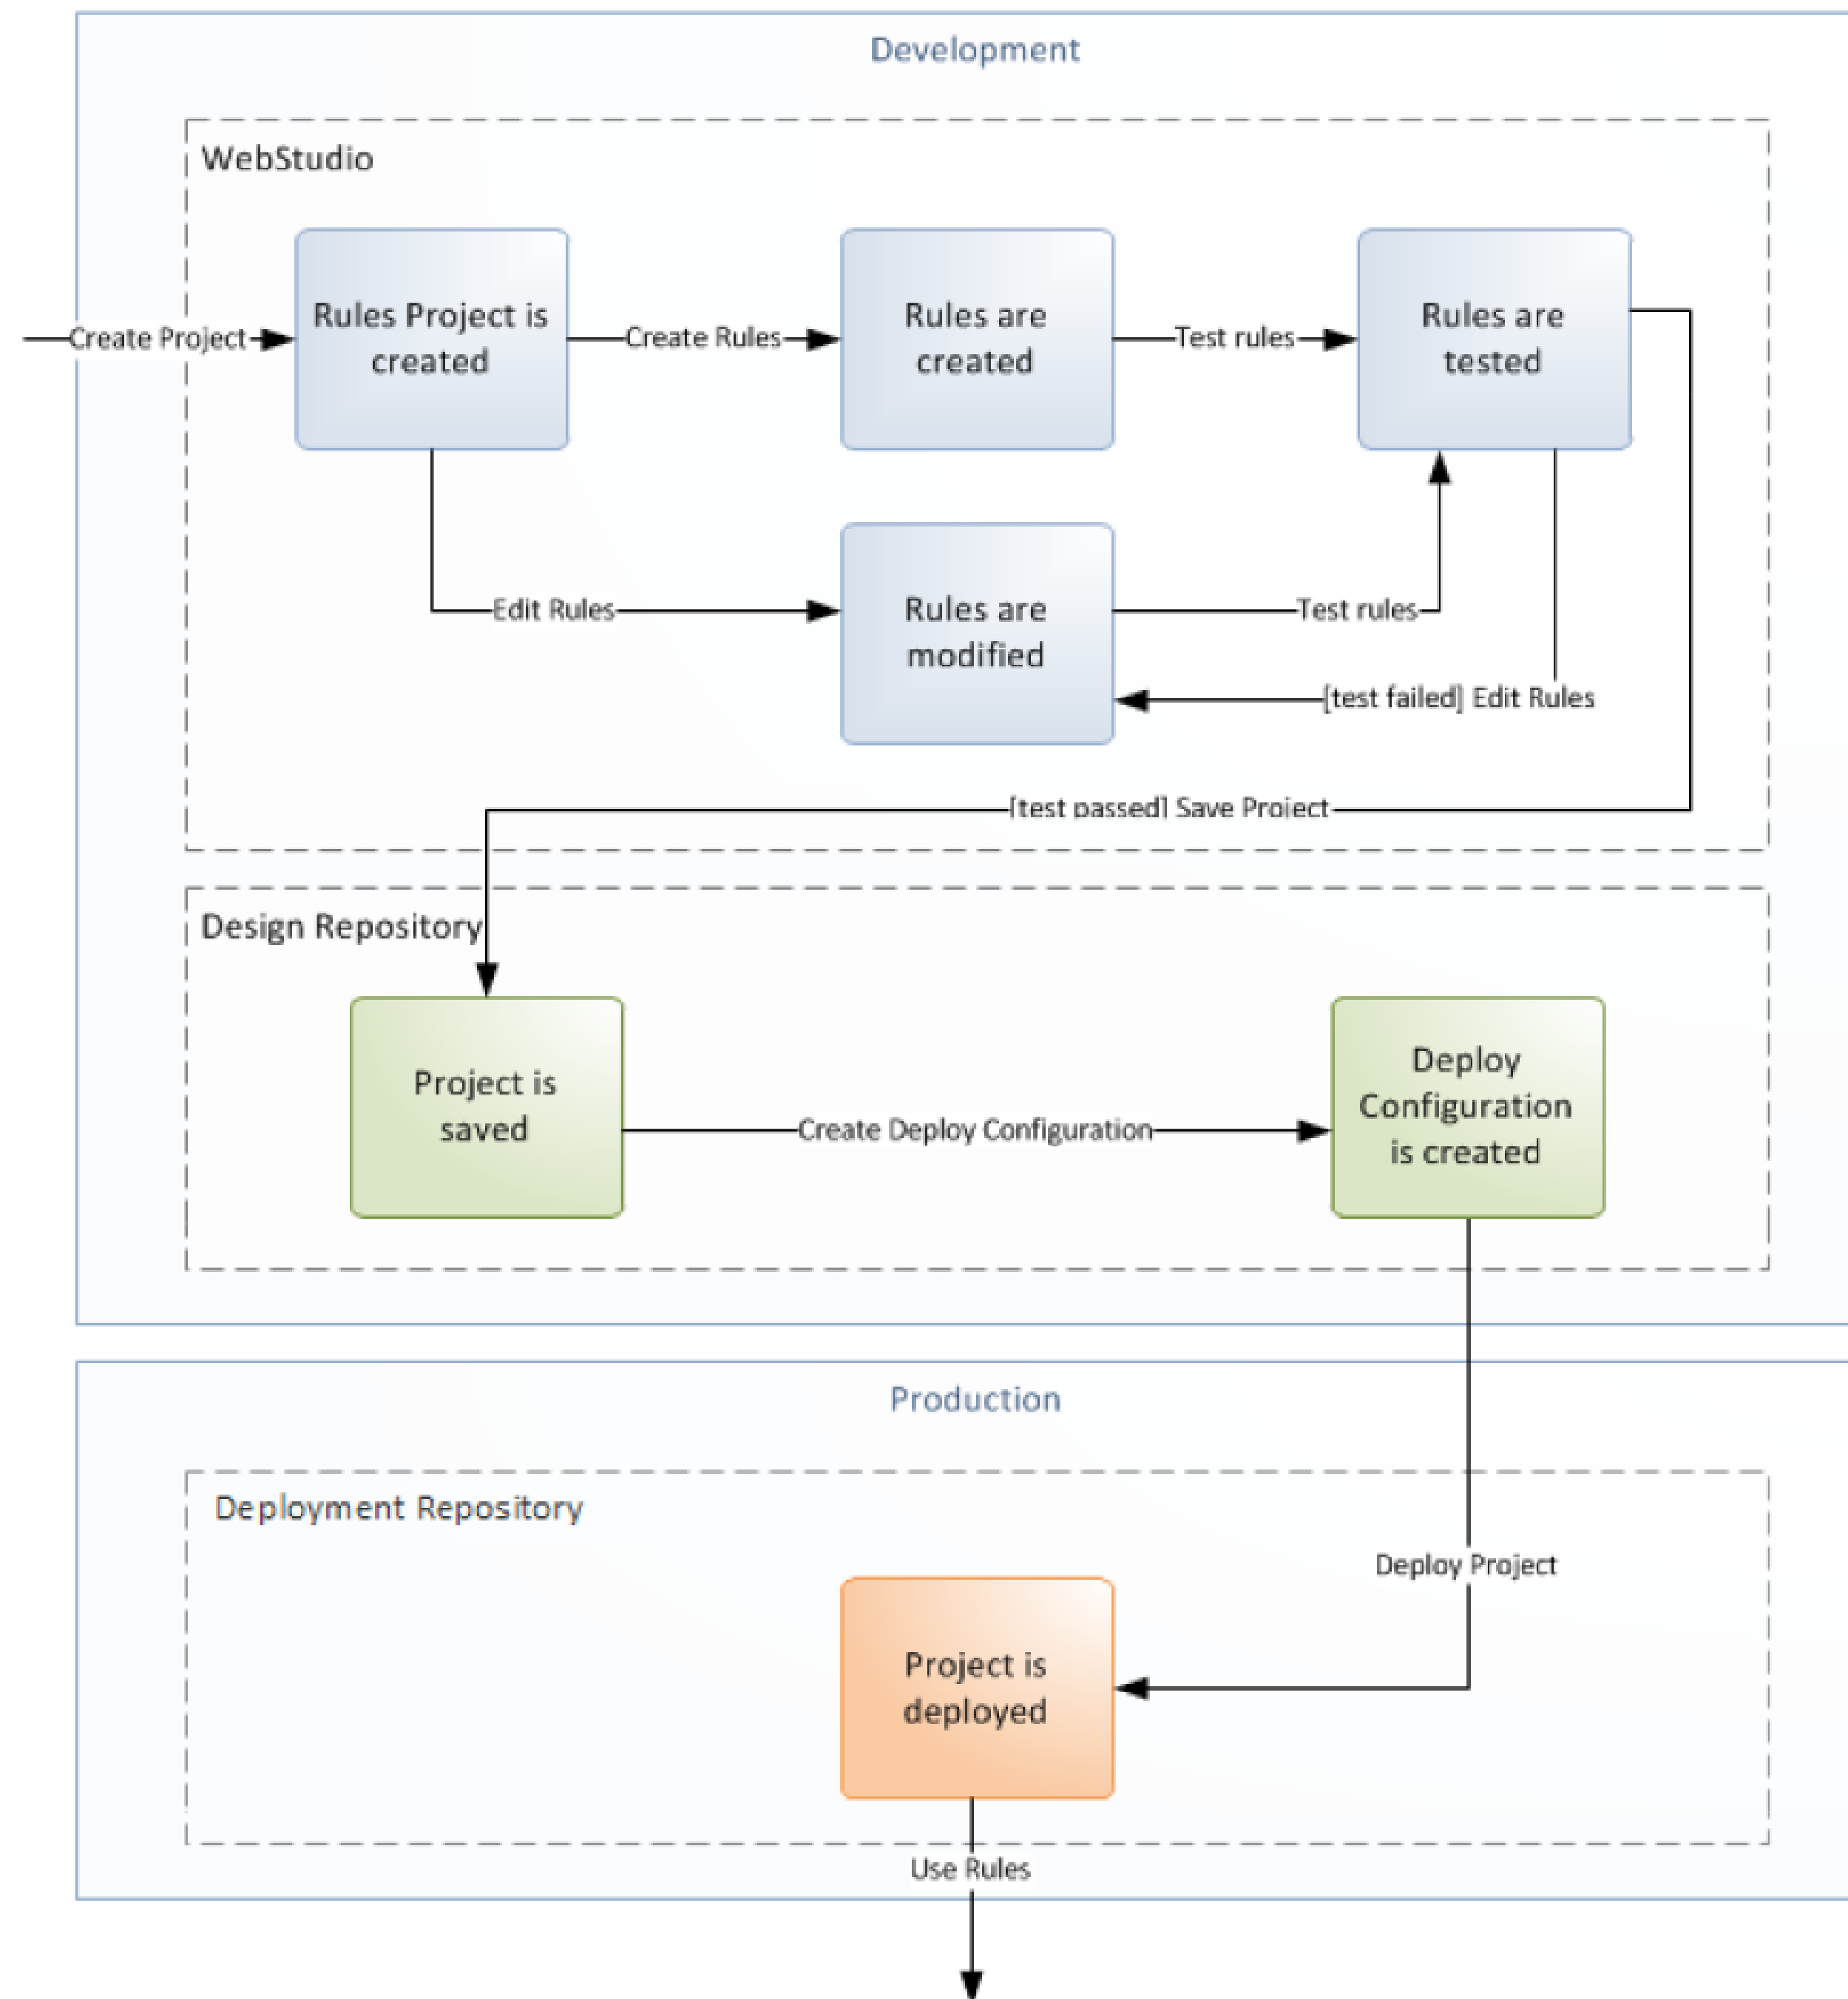 Development
WebStudio
Rules Project is
created
Rules are
created
Rules are
tested
Create Project
Create Rules
Test rules
Edit Rules
Rules are
modified
Test rules
[test failed] Edit Rules
[test passed] Save Project
Design Repository
Project is
saved
Create Deploy Configuration
Deploy
Configuration
is created
Production
Deployment Repository
Deploy Project
Project is
deployed
Use Rules